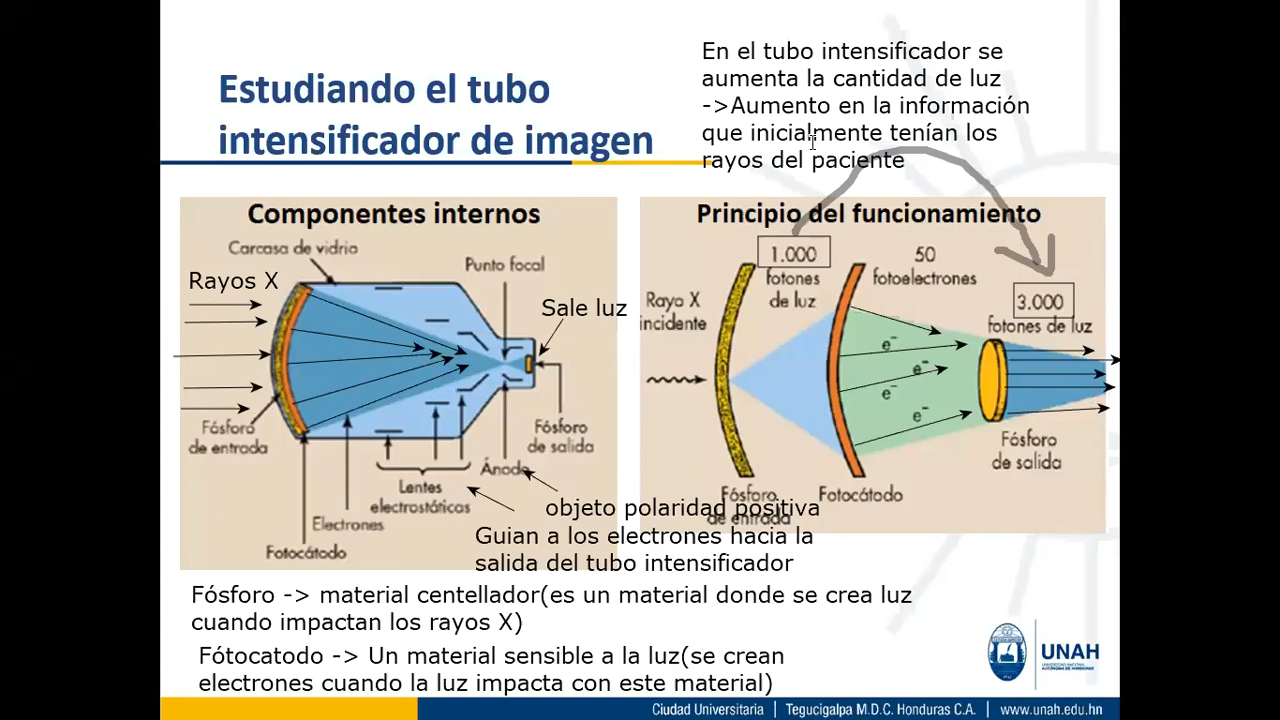 Estudiando el tubo
intensificador de imagen
En el tubo intensificador se
aumenta la cantidad de luz
->Aumento en la información
que inicialmente tenían los
rayos del paciente
Componentes internos
Carcasa de vidrio
Punto focal
Rayos X
Sale luz
Fósforo
de entrada
Fósforo
de salida
Ánodo
Lentes
electrostáticos
Electrones
Fotocátodo
Principio del funcionamiento
1.000
fotones
de luz
50
fotoelectrones
3.000
fotones de luz
Rayo X
incidente
e⁻
e⁻
e⁻
e⁻
Fósforo
de salida
Fósforo
de entrada
Fotocátodo
objeto polaridad positiva
Guian a los electrones hacia la
salida del tubo intensificador
Fósforo -> material centellador(es un material donde se crea luz
cuando impactan los rayos X)
Fótocatodo -> Un material sensible a la luz(se crean
electrones cuando la luz impacta con este material)
UNAH
Ciudad Universitaria | Tegucigalpa M.D.C. Honduras C.A. | www.unah.edu.hn